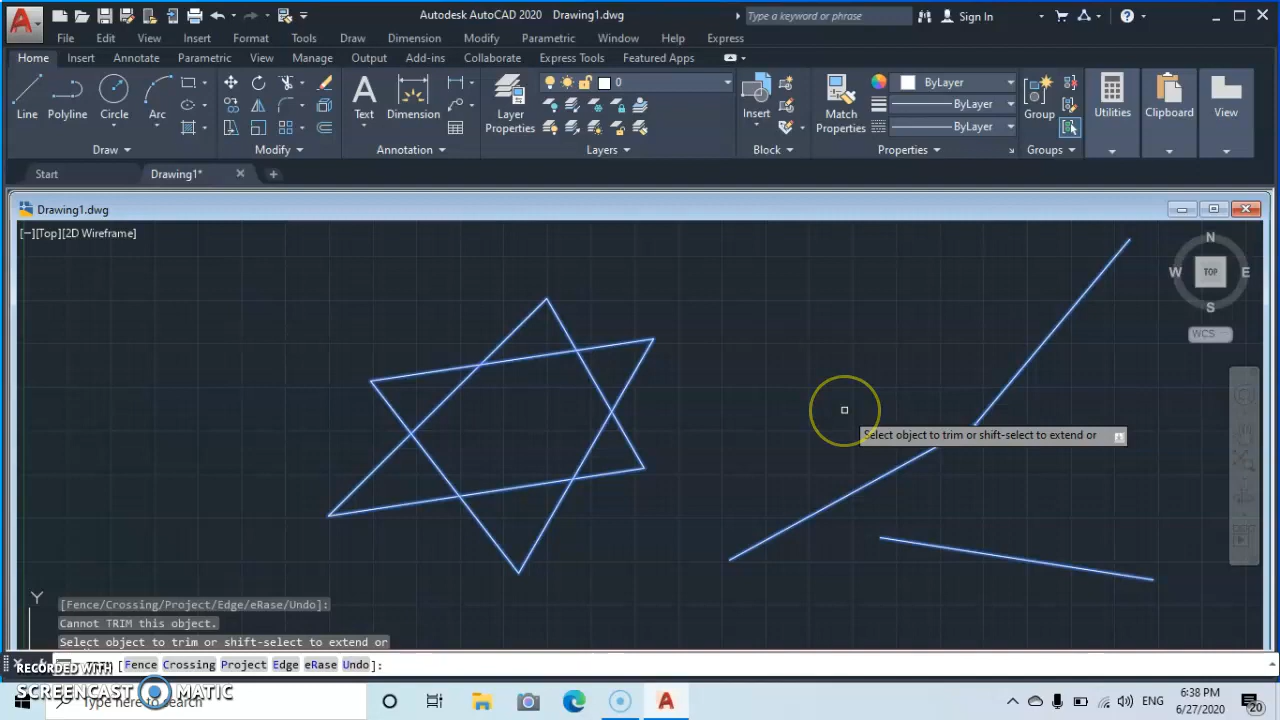 Autodesk AutoCAD 2020 Drawing1.dwg
Type a keyword or phrase
Sign In
File Edit View Insert Format Tools Draw Dimension Modify Parametric Window Help Express
Home Insert Annotate Parametric View Manage Output Add-ins Collaborate Express Tools Featured Apps
Line Polyline Circle Arc
Text Dimension
Layer Properties
0
Insert
Match Properties
ByLayer
ByLayer
ByLayer
Group
Utilities Clipboard View
Draw Modify Annotation Layers Block Properties Groups
Start Drawing1*
Drawing1.dwg
[−][Top][2D Wireframe]
N
W TOP E
S
WCS
Select object to trim or shift-select to extend or
Y
[Fence/Crossing/Project/Edge/eRase/Undo]:
Cannot TRIM this object.
Select object to trim or shift-select to extend or
[Fence Crossing Project Edge eRase Undo]:
RECORDED WITH
SCREENCAST MATIC
Type here to search
ENG
6:38 PM
6/27/2020
20